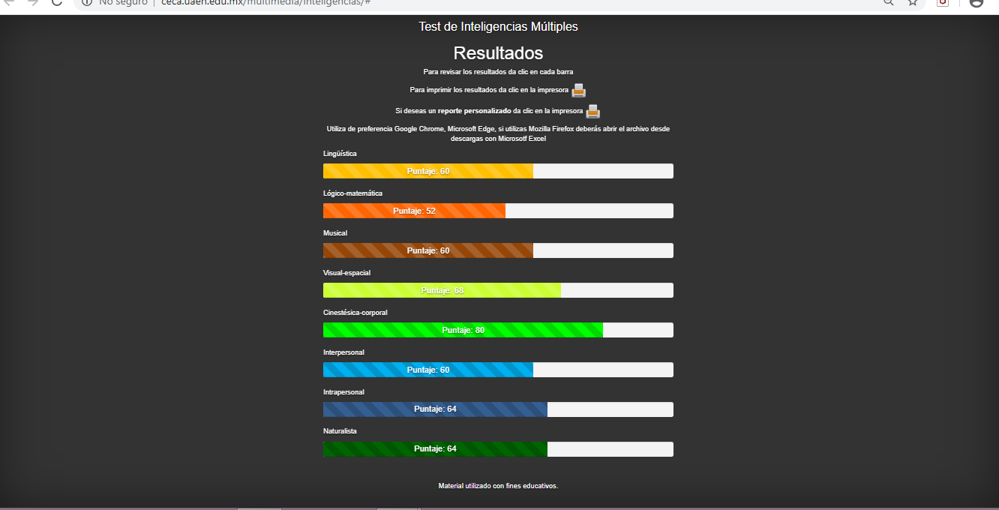 No seguro | ceca.uaeh.edu.mx/multimedia/inteligencias/#
Test de Inteligencias Múltiples
Resultados
Para revisar los resultados da clic en cada barra
Para imprimir los resultados da clic en la impresora
Si deseas un reporte personalizado da clic en la impresora
Utiliza de preferencia Google Chrome, Microsoft Edge, si utilizas Mozilla Firefox deberás abrir el archivo desde
descargas con Microsotf Excel
Lingüística
Puntaje: 60
Lógico-matemática
Puntaje: 52
Musical
Puntaje: 60
Visual-espacial
Puntaje: 68
Cinestésica-corporal
Puntaje: 80
Interpersonal
Puntaje: 60
Intrapersonal
Puntaje: 64
Naturalista
Puntaje: 64
Material utilizado con fines educativos.